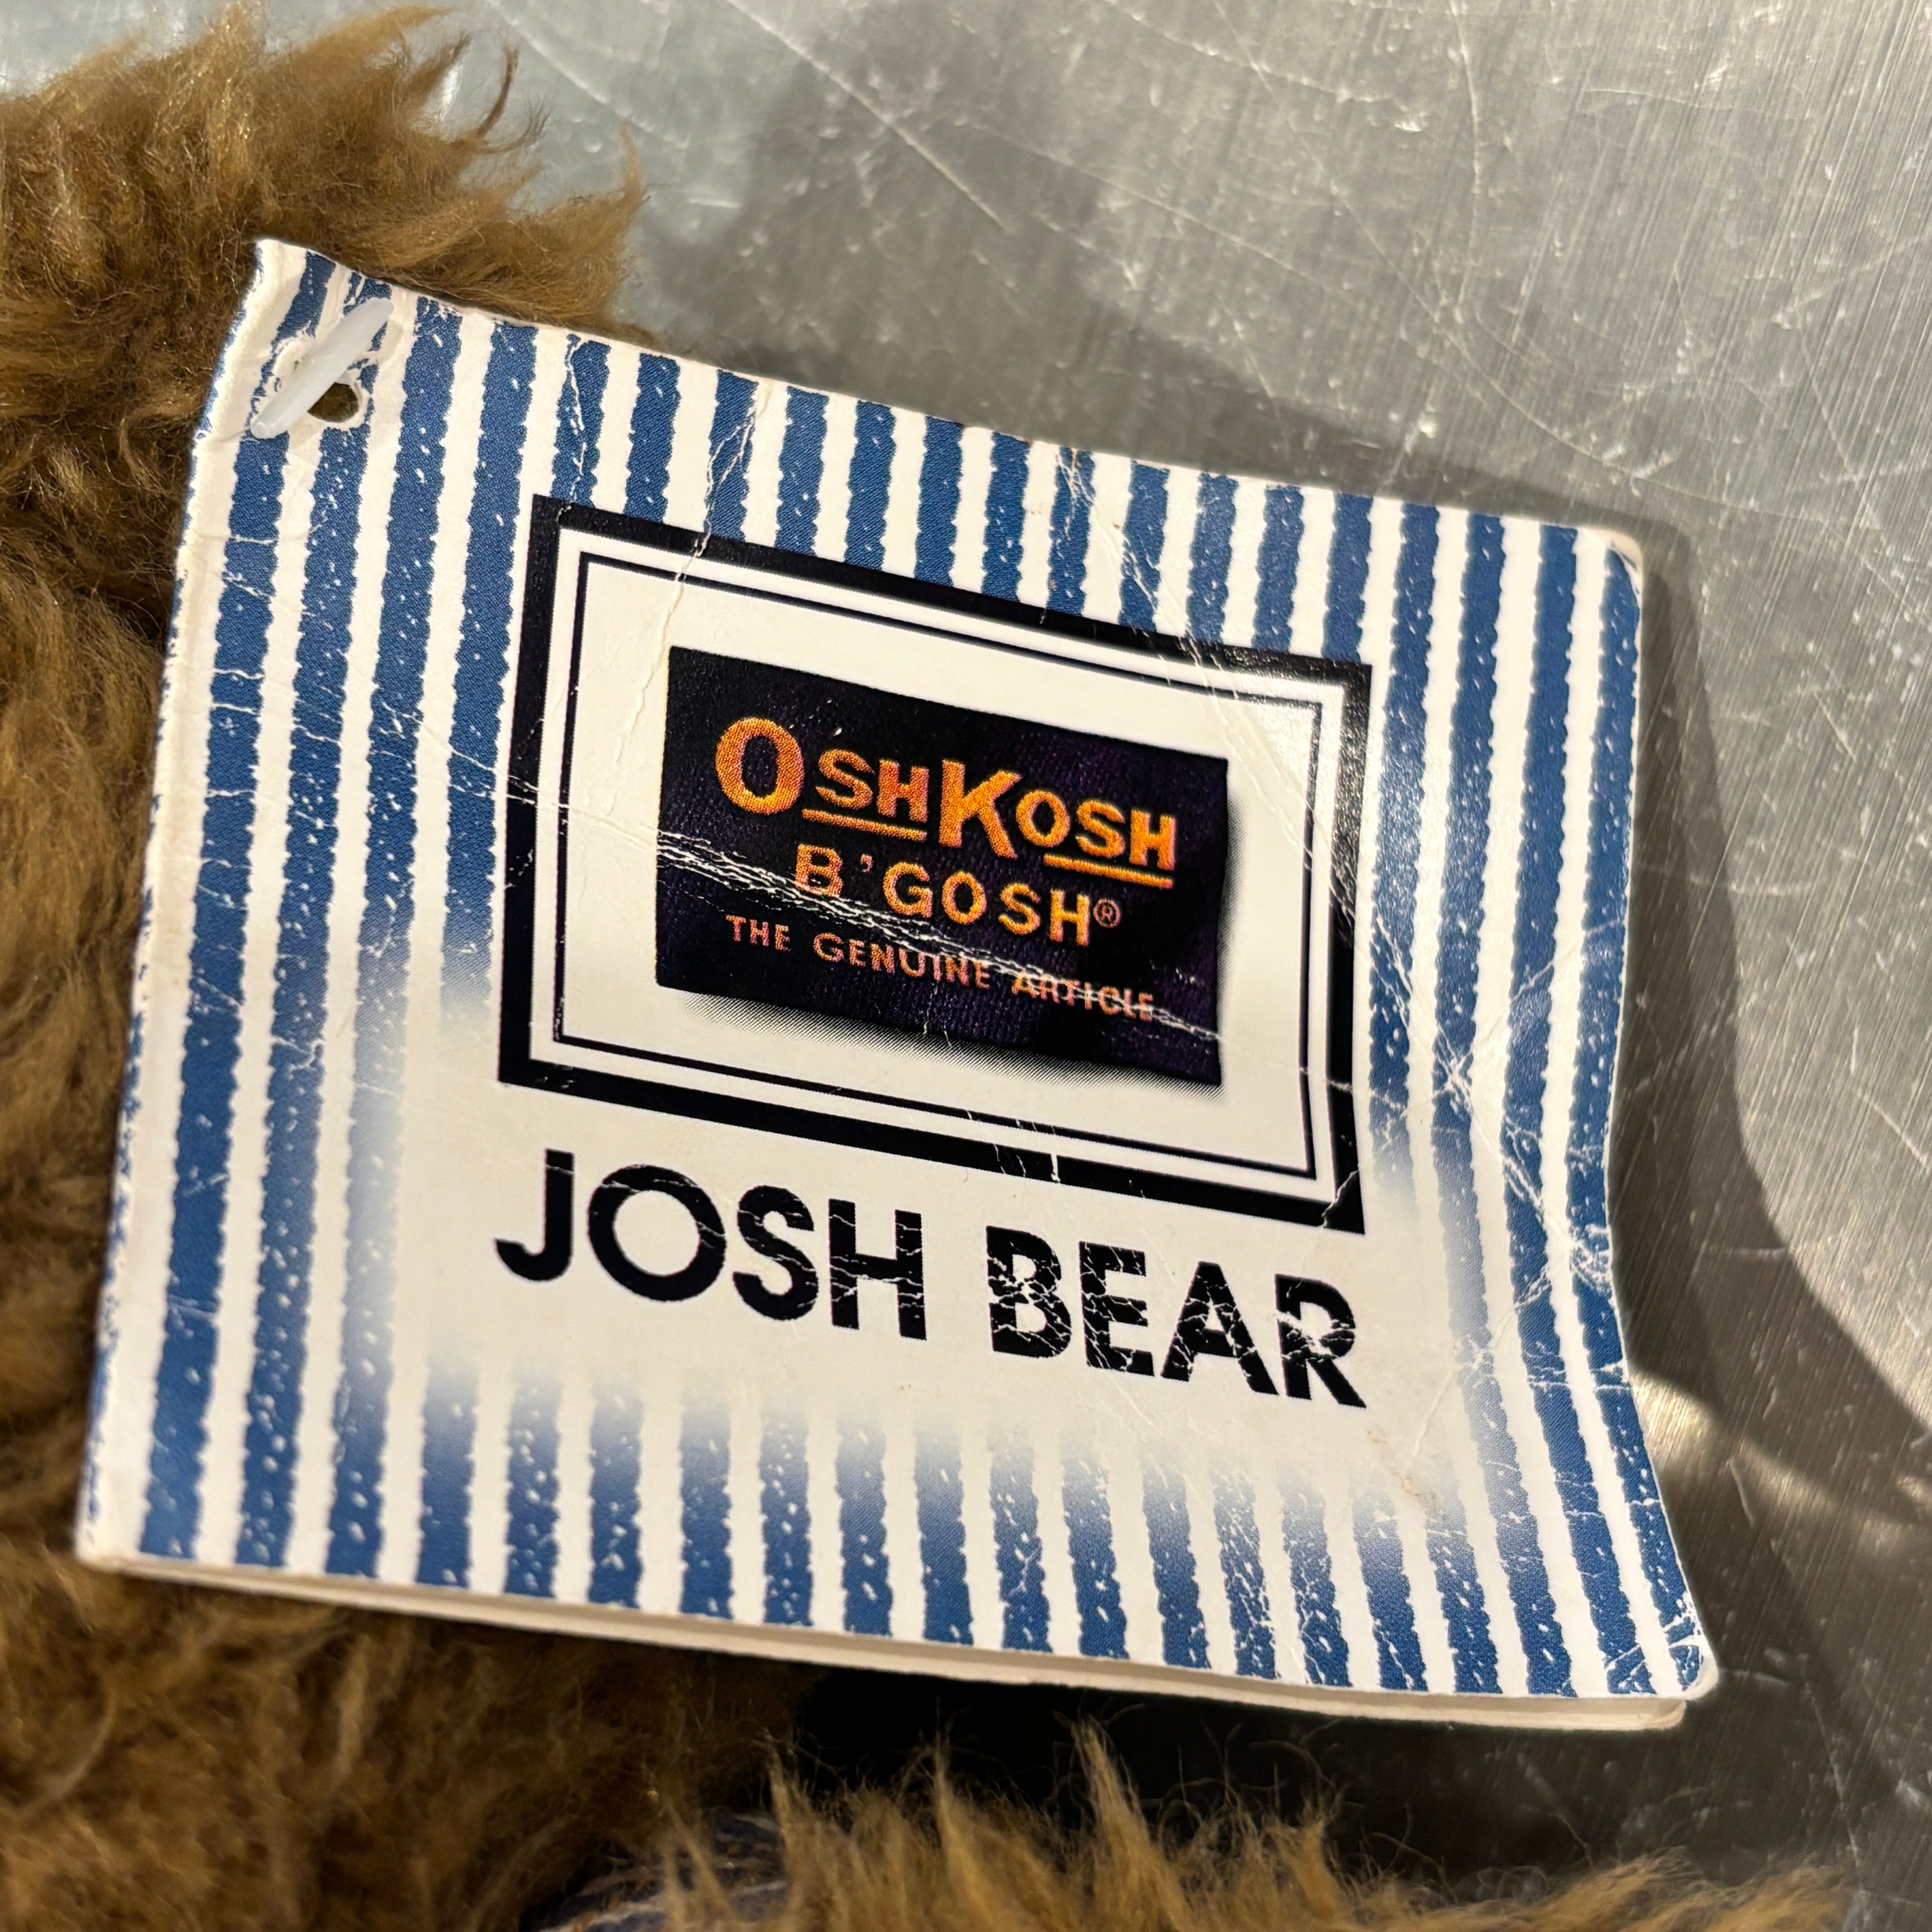 OSHKOSH
B'GOSH®
THE GENUINE ARTICLE
JOSH BEAR